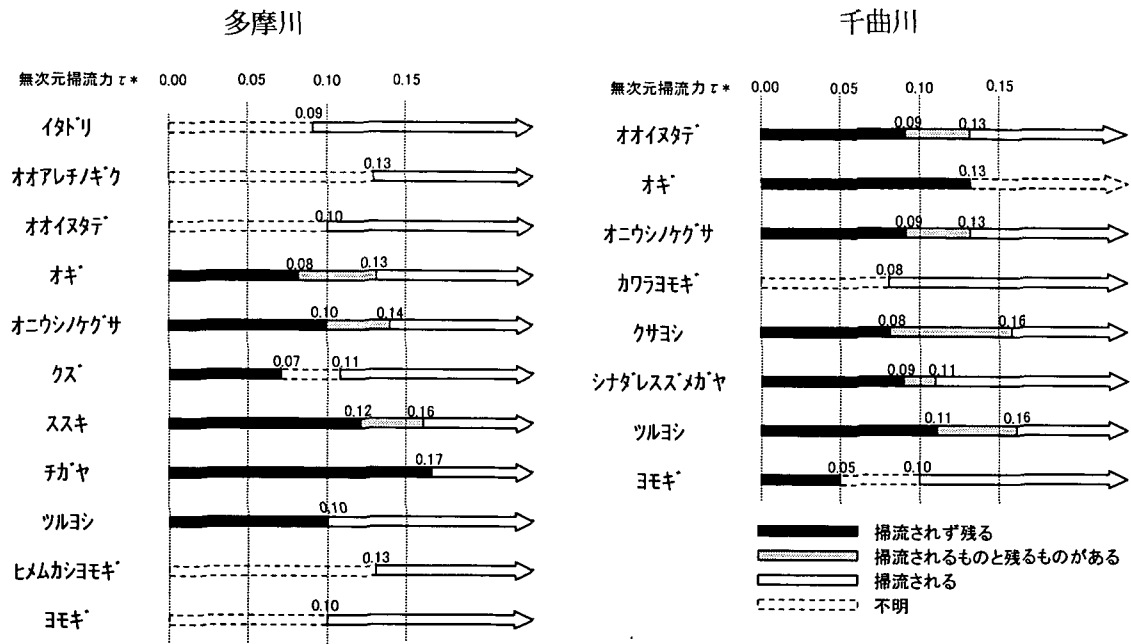 多摩川
無次元掃流力τ* 0.00 0.05 0.10 0.15
イタドリ 0.09
オオアレチノギク 0.13
オオイヌタデ 0.10
オギ 0.08 0.13
オニウシノケグサ 0.10 0.14
クズ 0.07 0.11
ススキ 0.12 0.16
チガヤ 0.17
ツルヨシ 0.10
ヒメムカシヨモギ 0.13
ヨモギ 0.10
千曲川
無次元掃流力τ* 0.00 0.05 0.10 0.15
オオイヌタデ 0.09 0.13
オギ 0.13
オニウシノケグサ 0.09 0.13
カワラヨモギ 0.08
クサヨシ 0.08 0.16
シナダレスズメガヤ 0.09 0.11
ツルヨシ 0.11 0.16
ヨモギ 0.05 0.10
掃流されず残る
掃流されるものと残るものがある
掃流される
不明